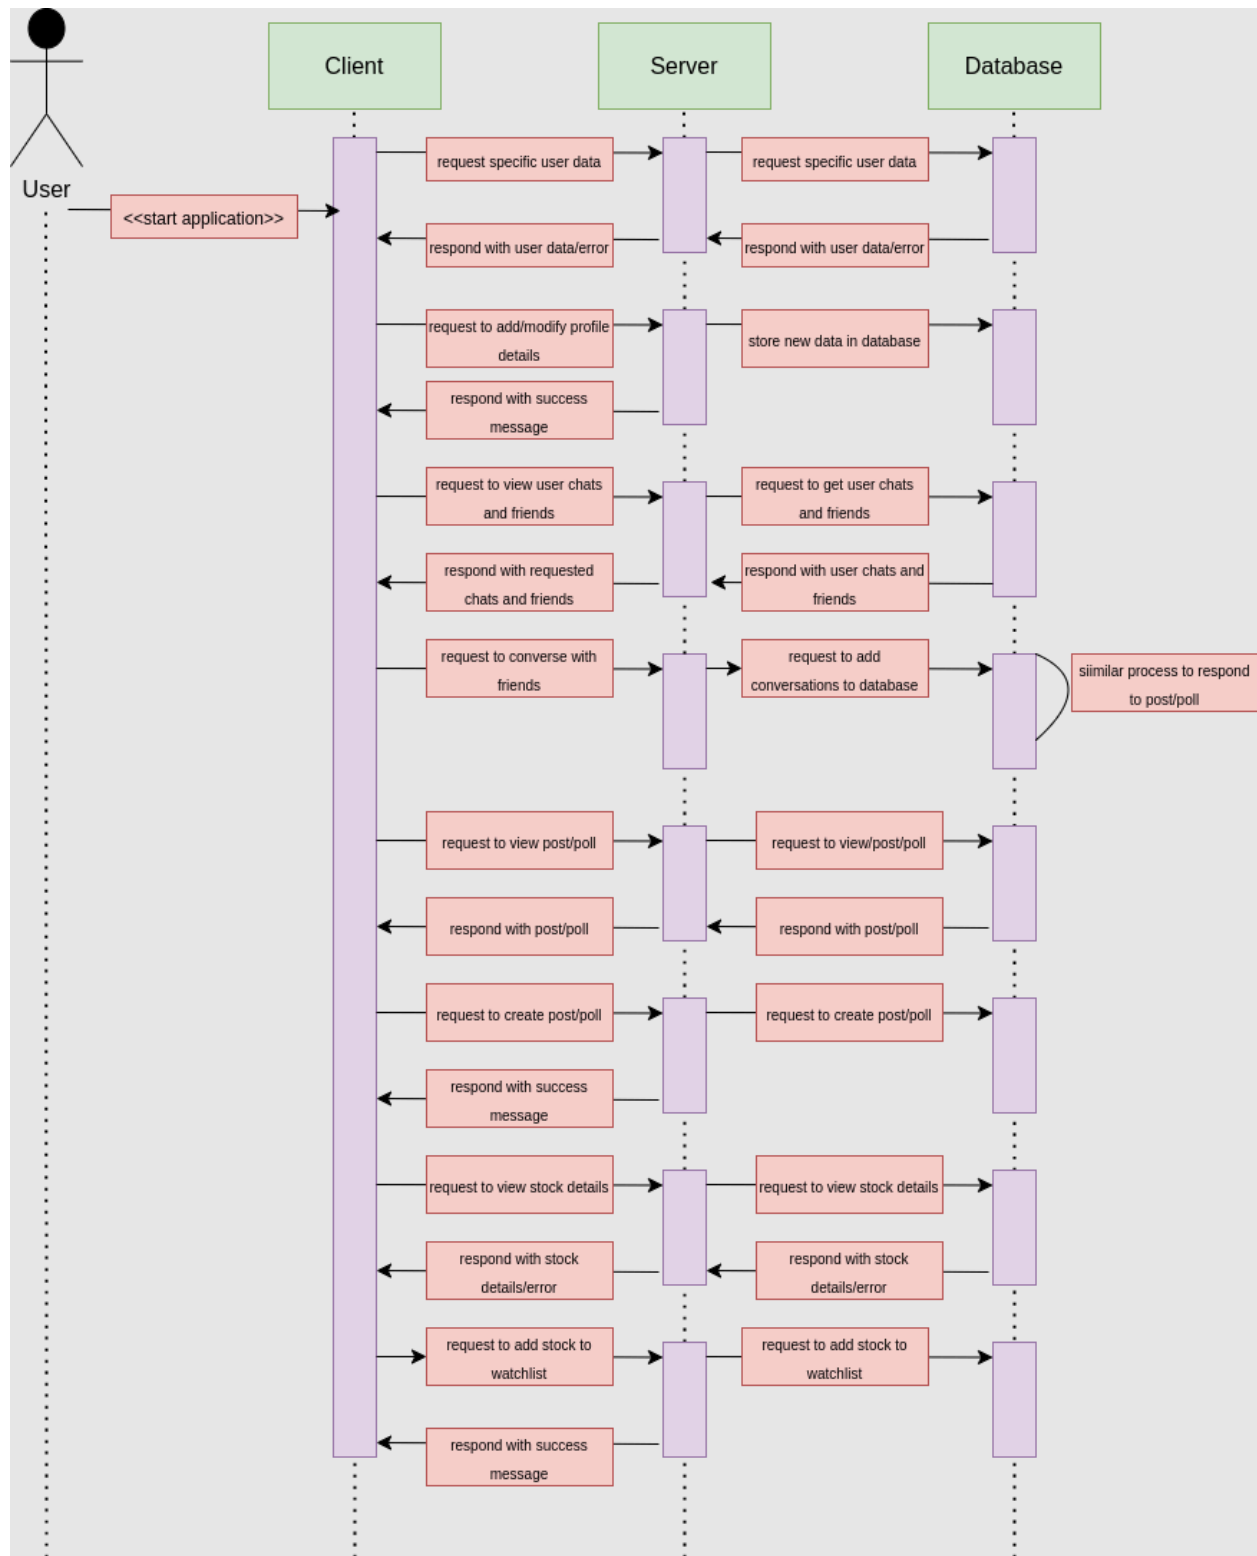 Client
Server
Database
User
<<start application>>
request specific user data
request specific user data
respond with user data/error
respond with user data/error
request to add/modify profile
details
store new data in database
respond with success
message
request to view user chats
and friends
request to get user chats
and friends
respond with requested
chats and friends
respond with user chats and
friends
request to converse with
friends
request to add
conversations to database
siimilar process to respond
to post/poll
request to view post/poll
request to view/post/poll
respond with post/poll
respond with post/poll
request to create post/poll
request to create post/poll
respond with success
message
request to view stock details
request to view stock details
respond with stock
details/error
respond with stock
details/error
request to add stock to
watchlist
request to add stock to
watchlist
respond with success
message